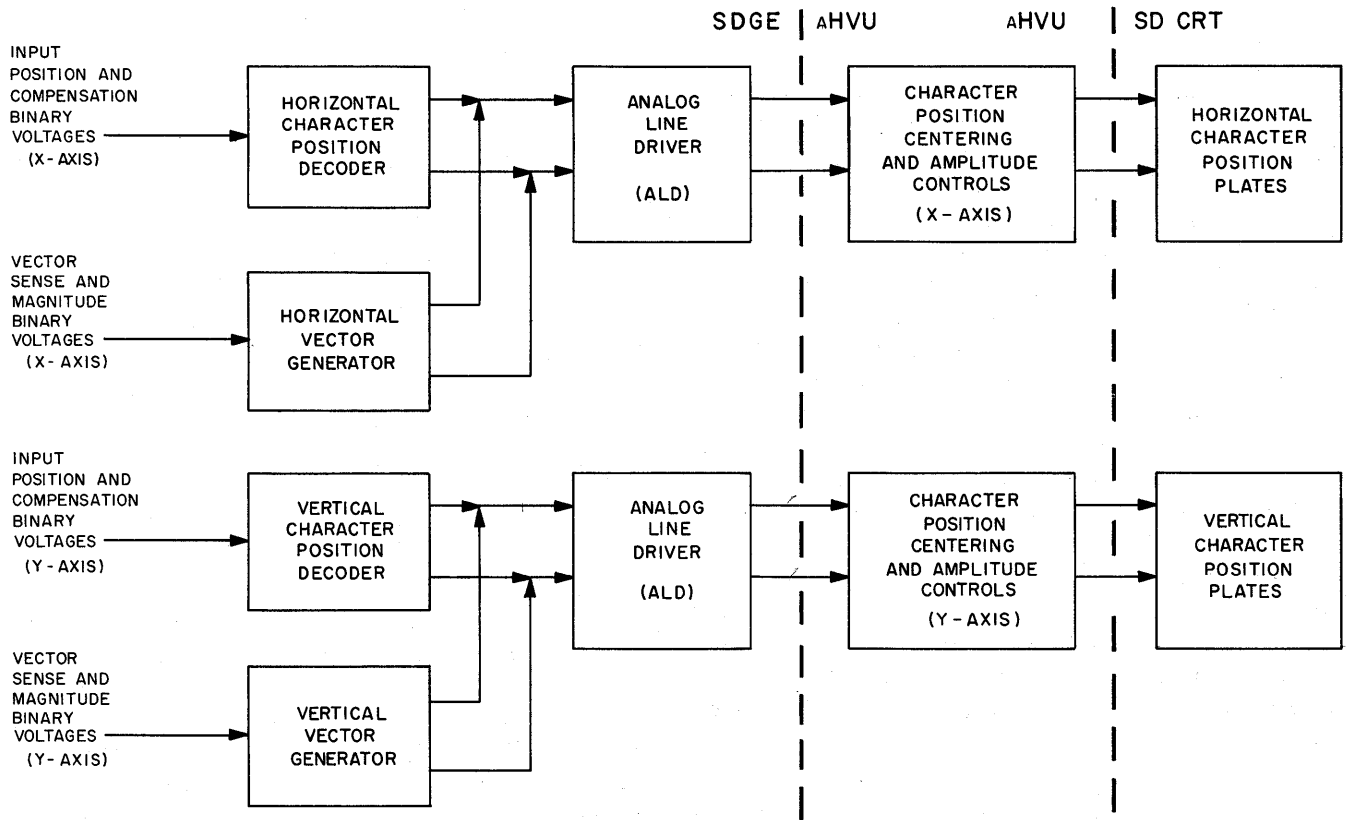 SDGE
AHVU
AHVU
SD CRT
INPUT
POSITION AND
COMPENSATION
BINARY
VOLTAGES
(X-AXIS)
HORIZONTAL
CHARACTER
POSITION
DECODER
ANALOG
LINE
DRIVER
(ALD)
CHARACTER
POSITION
CENTERING
AND AMPLITUDE
CONTROLS
(X-AXIS)
HORIZONTAL
CHARACTER
POSITION
PLATES
VECTOR
SENSE AND
MAGNITUDE
BINARY
VOLTAGES
(X-AXIS)
HORIZONTAL
VECTOR
GENERATOR
INPUT
POSITION AND
COMPENSATION
BINARY
VOLTAGES
(Y-AXIS)
VERTICAL
CHARACTER
POSITION
DECODER
ANALOG
LINE
DRIVER
(ALD)
CHARACTER
POSITION
CENTERING
AND AMPLITUDE
CONTROLS
(Y-AXIS)
VERTICAL
CHARACTER
POSITION
PLATES
VECTOR
SENSE AND
MAGNITUDE
BINARY
VOLTAGES
(Y-AXIS)
VERTICAL
VECTOR
GENERATOR